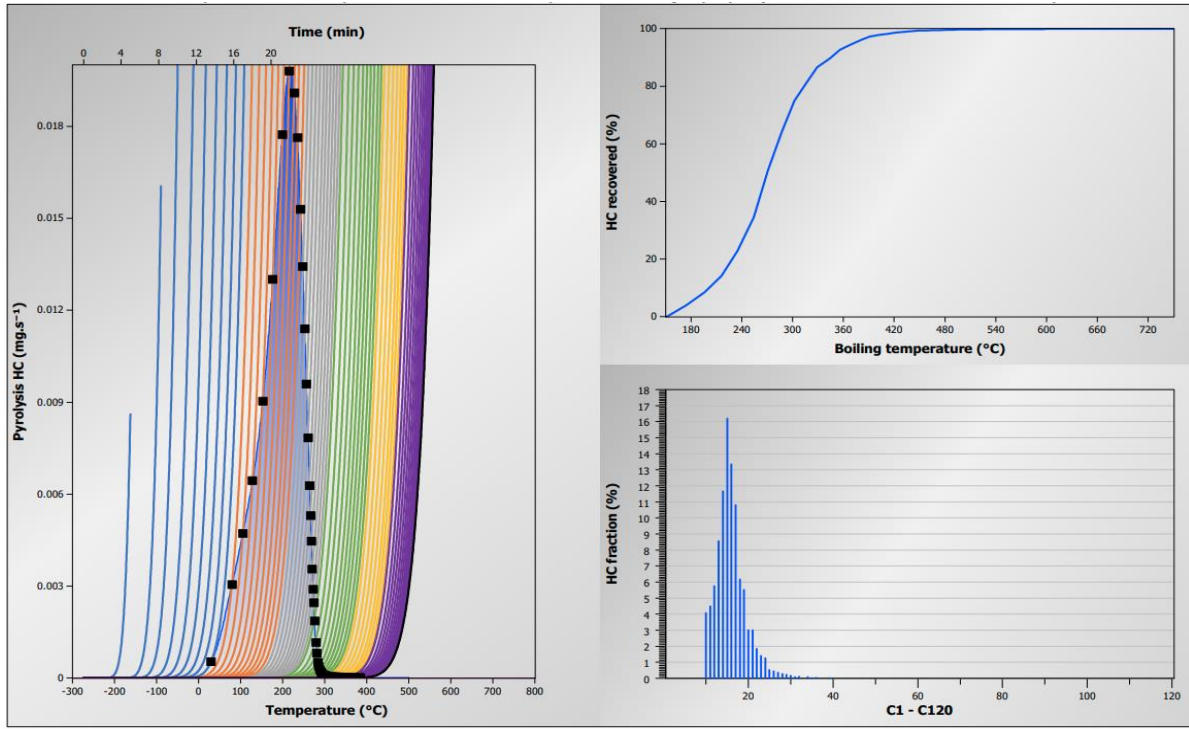 Time (min)
0 4 8 12 16 20
0.018
0.015
0.012
0.009
0.006
0.003
0
Pyrolysis HC (mg.s⁻¹)
-300 -200 -100 0 100 200 300 400 500 600 700 800
Temperature (°C)
100
80
60
40
20
0
HC recovered (%)
180 240 300 360 420 480 540 600 660 720
Boiling temperature (°C)
18
17
16
15
14
13
12
11
10
9
8
7
6
5
4
3
2
1
0
HC fraction (%)
20 40 60 80 100 120
C1 - C120